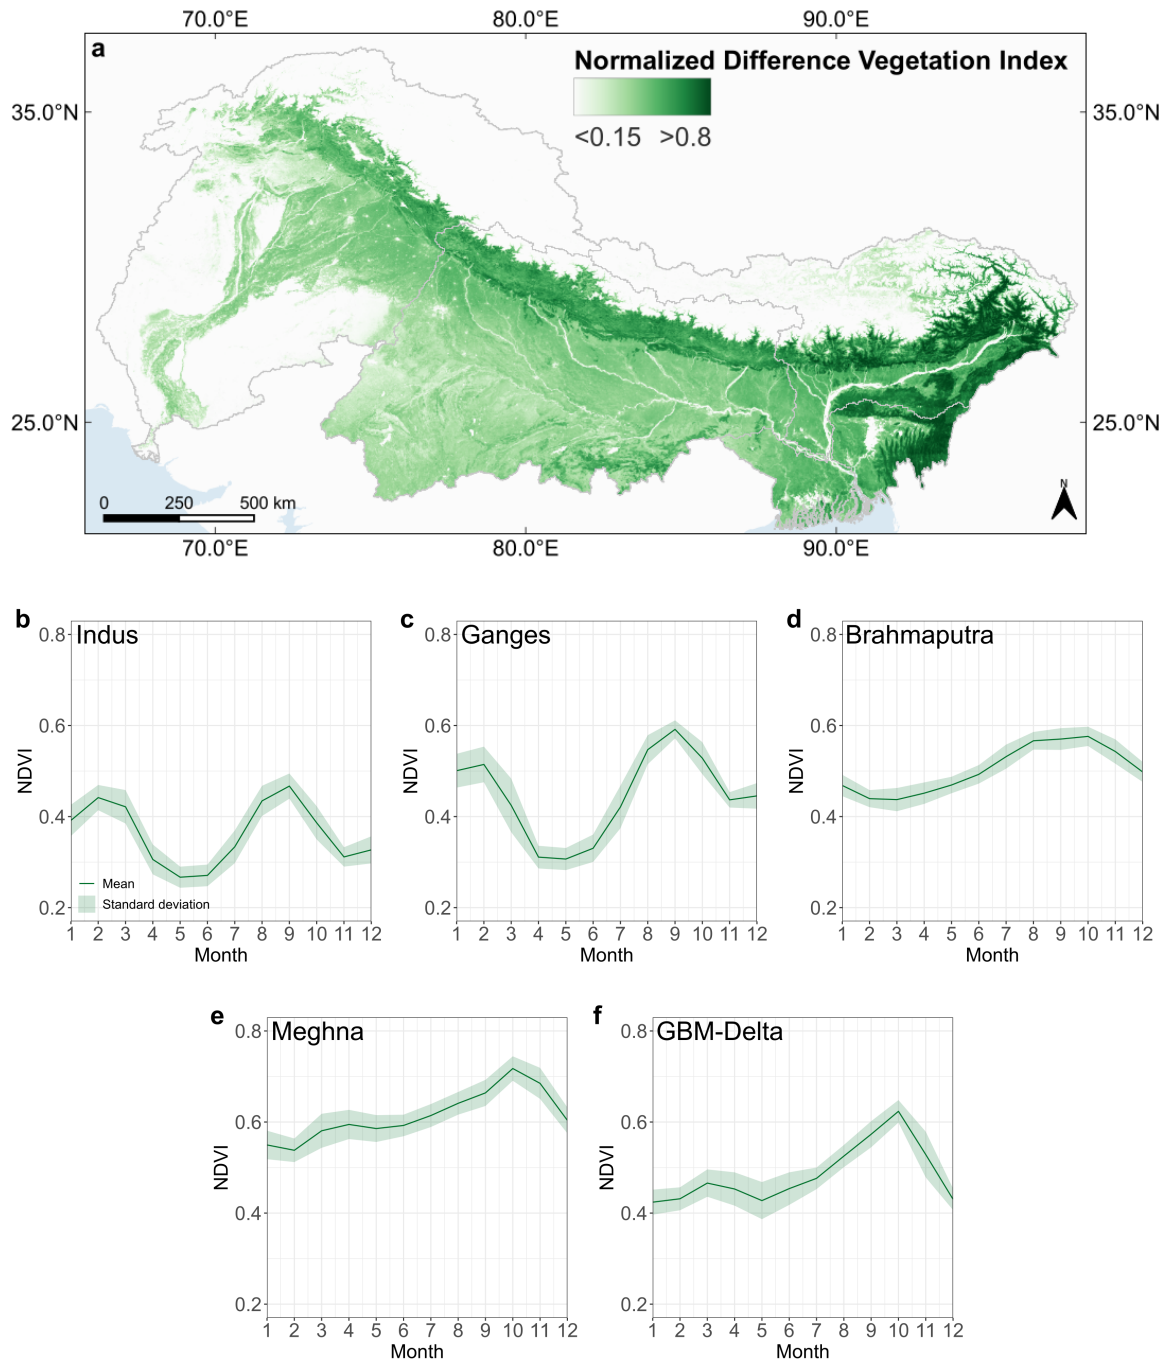 70.0°E 80.0°E 90.0°E
a
Normalized Difference Vegetation Index
<0.15 >0.8
35.0°N 35.0°N
25.0°N 25.0°N
0 250 500 km
N
70.0°E 80.0°E 90.0°E
b Indus
0.8
0.6
0.4
0.2
NDVI
Mean
Standard deviation
1 2 3 4 5 6 7 8 9 10 11 12
Month
c Ganges
0.8
0.6
0.4
0.2
NDVI
1 2 3 4 5 6 7 8 9 10 11 12
Month
d Brahmaputra
0.8
0.6
0.4
0.2
NDVI
1 2 3 4 5 6 7 8 9 10 11 12
Month
e Meghna
0.8
0.6
0.4
0.2
NDVI
1 2 3 4 5 6 7 8 9 10 11 12
Month
f GBM-Delta
0.8
0.6
0.4
0.2
NDVI
1 2 3 4 5 6 7 8 9 10 11 12
Month